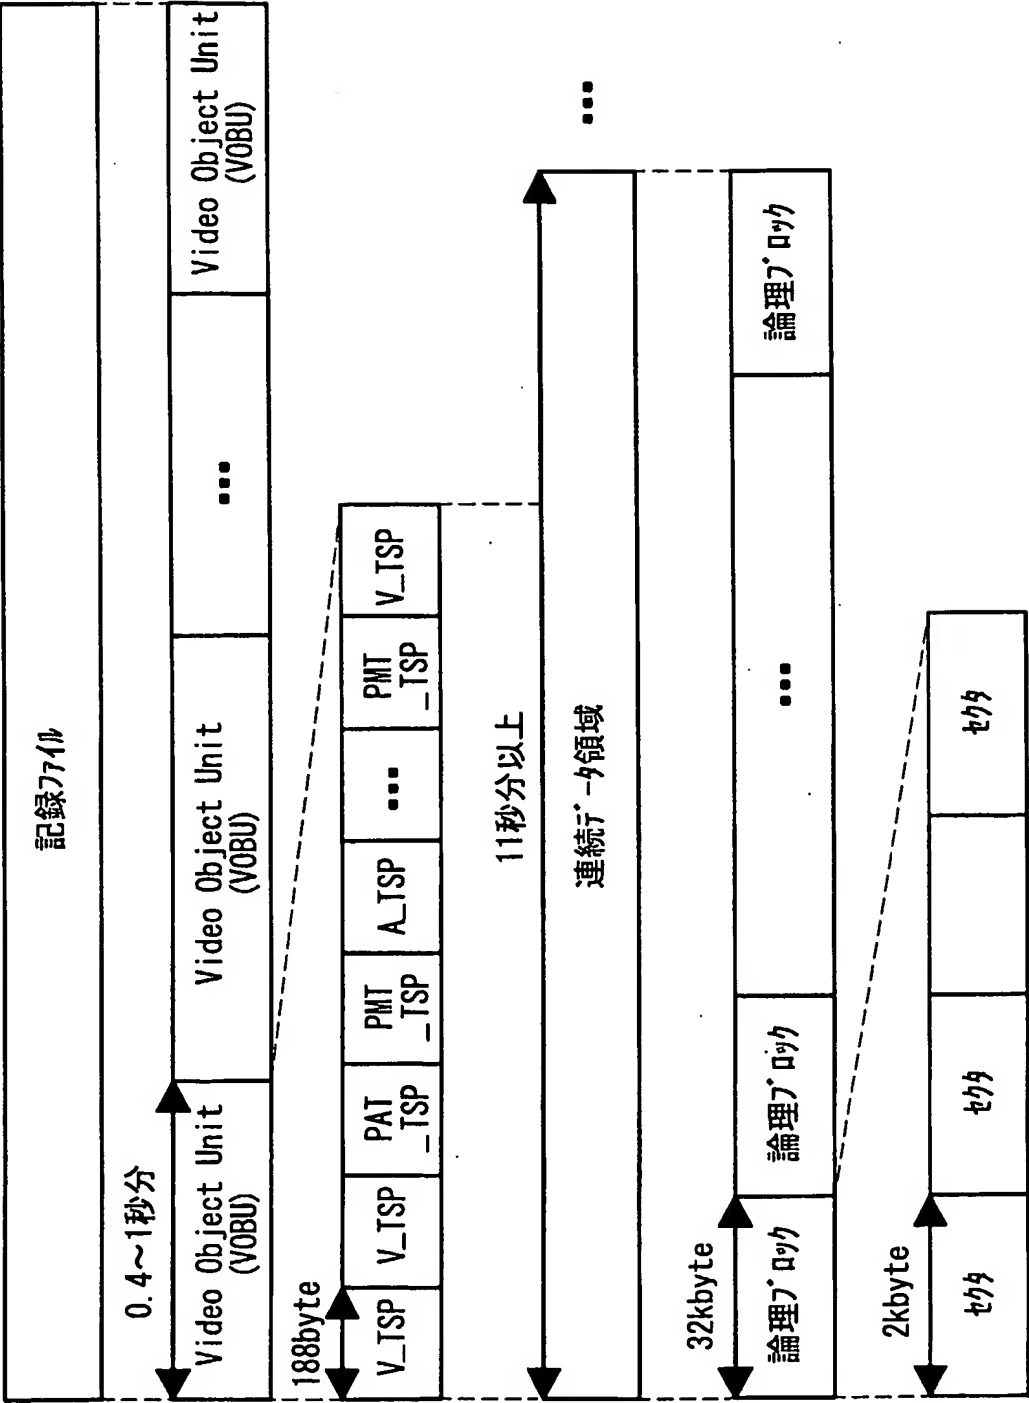 記録ファイル
0.4～1秒分
Video Object Unit
(VOBU)
Video Object Unit
(VOBU)
...
Video Object Unit
(VOBU)
188byte
V_TSP
V_TSP
PAT
_TSP
PMT
_TSP
A_TSP
...
PMT
_TSP
V_TSP
11秒分以上
連続データ領域
...
32kbyte
論理ブロック
論理ブロック
...
論理ブロック
2kbyte
セクタ
セクタ
セクタ